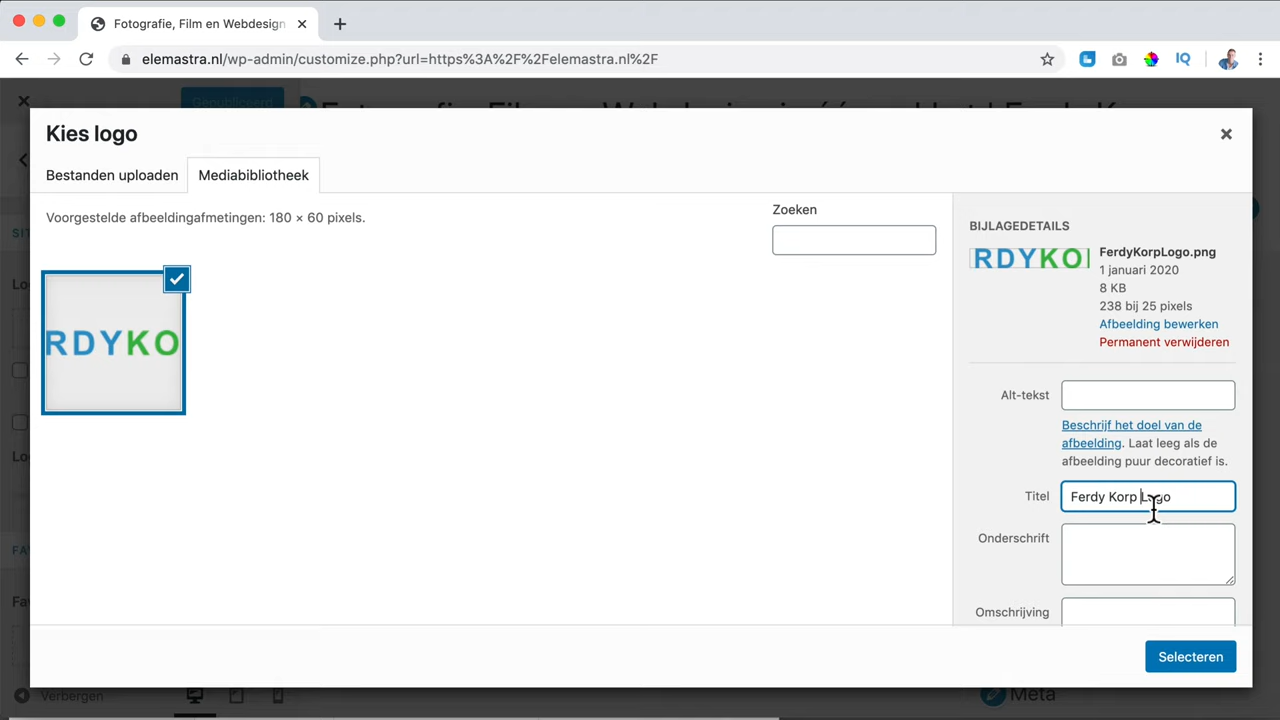 Fotografie, Film en Webdesign
elemastra.nl/wp-admin/customize.php?url=https%3A%2F%2Felemastra.nl%2F
IQ
Kies logo
Bestanden uploaden
Mediabibliotheek
Voorgestelde afbeeldingafmetingen: 180 × 60 pixels.
Zoeken
RDYKO
BIJLAGEDETAILS
RDYKO
FerdyKorpLogo.png
1 januari 2020
8 KB
238 bij 25 pixels
Afbeelding bewerken
Permanent verwijderen
Alt-tekst
Beschrijf het doel van de
afbeelding. Laat leeg als de
afbeelding puur decoratief is.
Titel
Ferdy Korp Logo
Onderschrift
Omschrijving
Selecteren
Verbergen
Meta